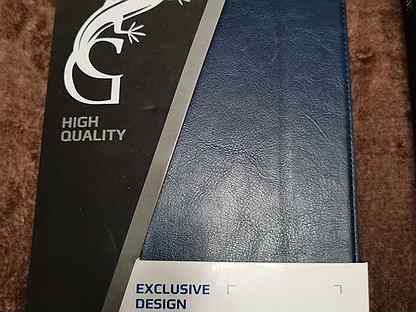 G
HIGH
QUALITY
EXCLUSIVE
DESIGN